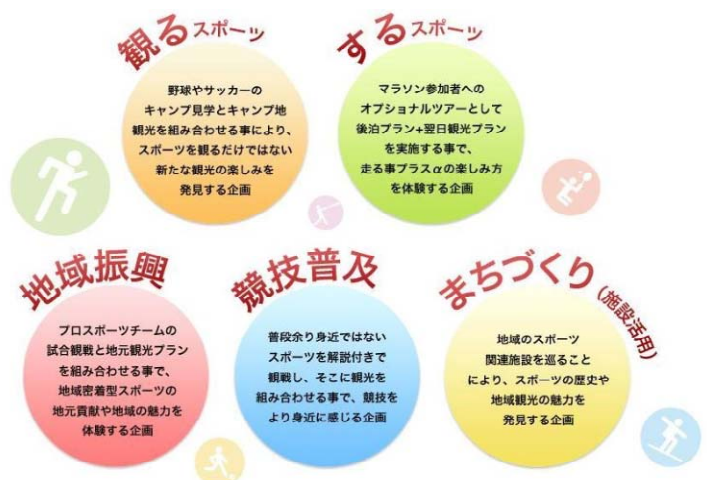 観るスポーツ
野球やサッカーの
キャンプ見学とキャンプ地
観光を組み合わせる事により、
スポーツを観るだけではない
新たな観光の楽しみを
発見する企画
するスポーツ
マラソン参加者への
オプショナルツアーとして
後泊プラン+翌日観光プラン
を実施する事で、
走る事プラスαの楽しみ方
を体験する企画
地域振興
プロスポーツチームの
試合観戦と地元観光プラン
を組み合わせる事で、
地域密着型スポーツの
地元貢献や地域の魅力を
体験する企画
競技普及
普段余り身近ではない
スポーツを解説付きで
観戦し、そこに観光を
組み合わせる事で、競技を
より身近に感じる企画
まちづくり(施設活用)
地域のスポーツ
関連施設を巡ること
により、スポーツの歴史や
地域観光の魅力を
発見する企画